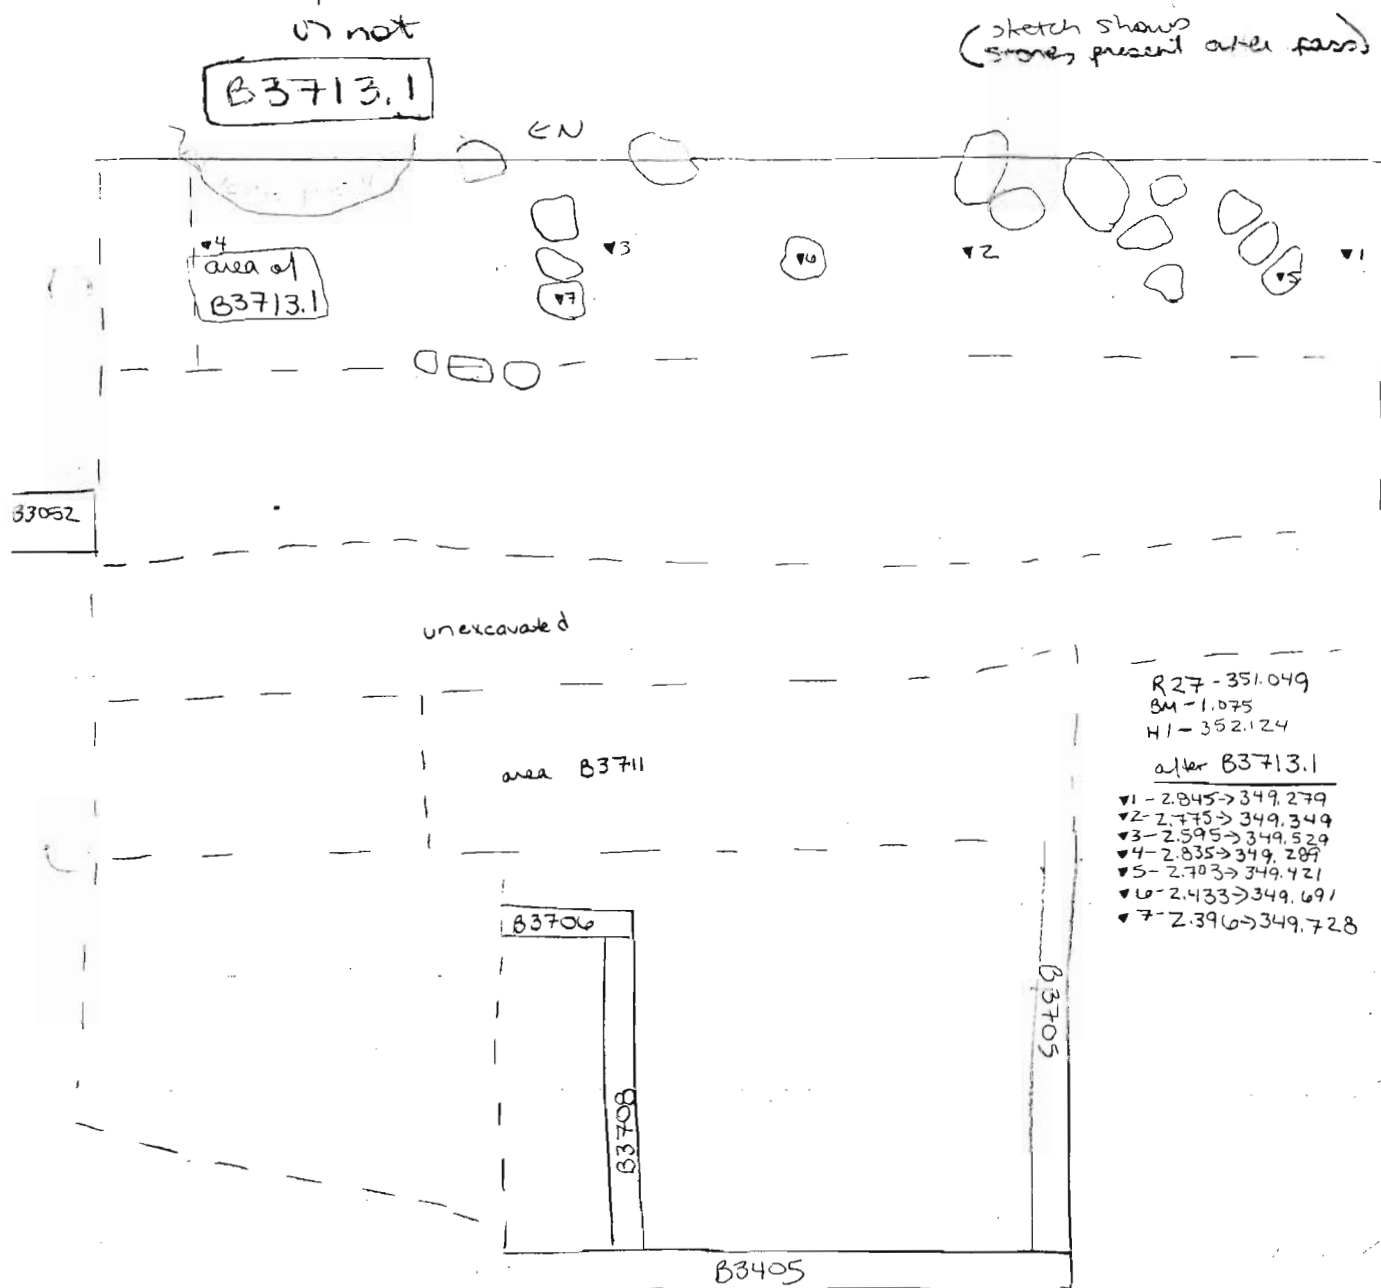 not
B3713.1
(sketch shows
stones present after pass)
←N
▼4
area of
B3713.1
▼3
▼6
▼2
▼1
▼7
▼5
B3052
unexcavated
R27 - 351.049
BM - 1.075
HI - 352.124
area B3711
after B3713.1
▼1 - 2.845→349.279
▼2 - 2.775→349.349
▼3 - 2.595→349.529
▼4 - 2.835→349.289
▼5 - 2.703→349.421
▼6 - 2.433→349.691
▼7 - 2.396→349.728
B3706
B3705
B3708
B3405